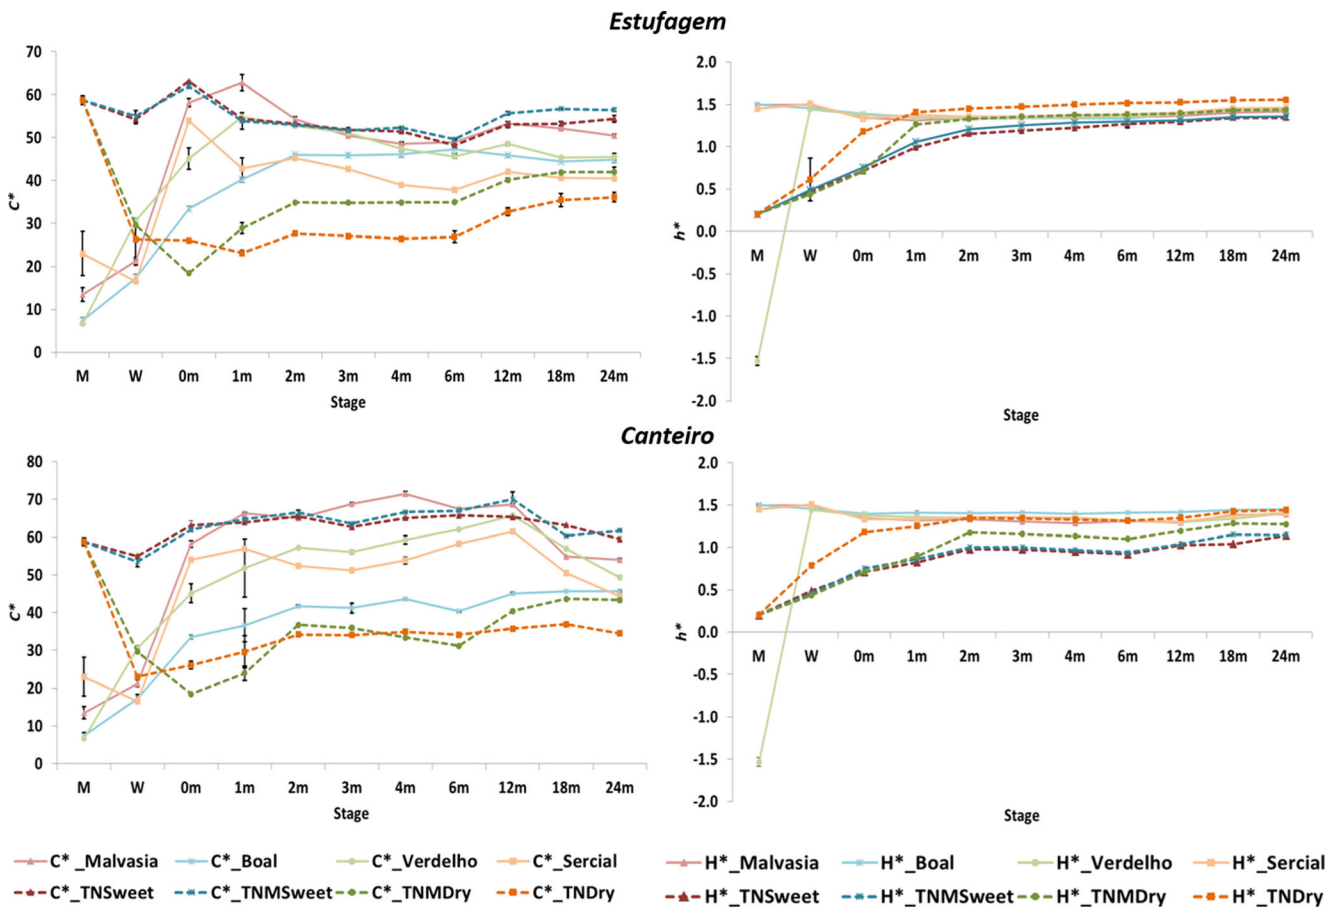 Estufagem
70
60
50
40
30
20
10
0
C*
M W 0m 1m 2m 3m 4m 6m 12m 18m 24m
Stage
2.0
1.5
1.0
0.5
0.0
-0.5
-1.0
-1.5
-2.0
h*
M W 0m 1m 2m 3m 4m 6m 12m 18m 24m
Stage
Canteiro
80
70
60
50
40
30
20
10
0
C*
M W 0m 1m 2m 3m 4m 6m 12m 18m 24m
Stage
2.0
1.5
1.0
0.5
0.0
-0.5
-1.0
-1.5
-2.0
h*
M W 0m 1m 2m 3m 4m 6m 12m 18m 24m
Stage
C* _Malvasia C*_Boal C*_Verdelho C*_Sercial
C*_TNSweet C*_TNMSweet C*_TNMDry C*_TNDry
H*_Malvasia H*_Boal H*_Verdelho H*_Sercial
H*_TNSweet H*_TNMSweet H*_TNMDry H*_TNDry